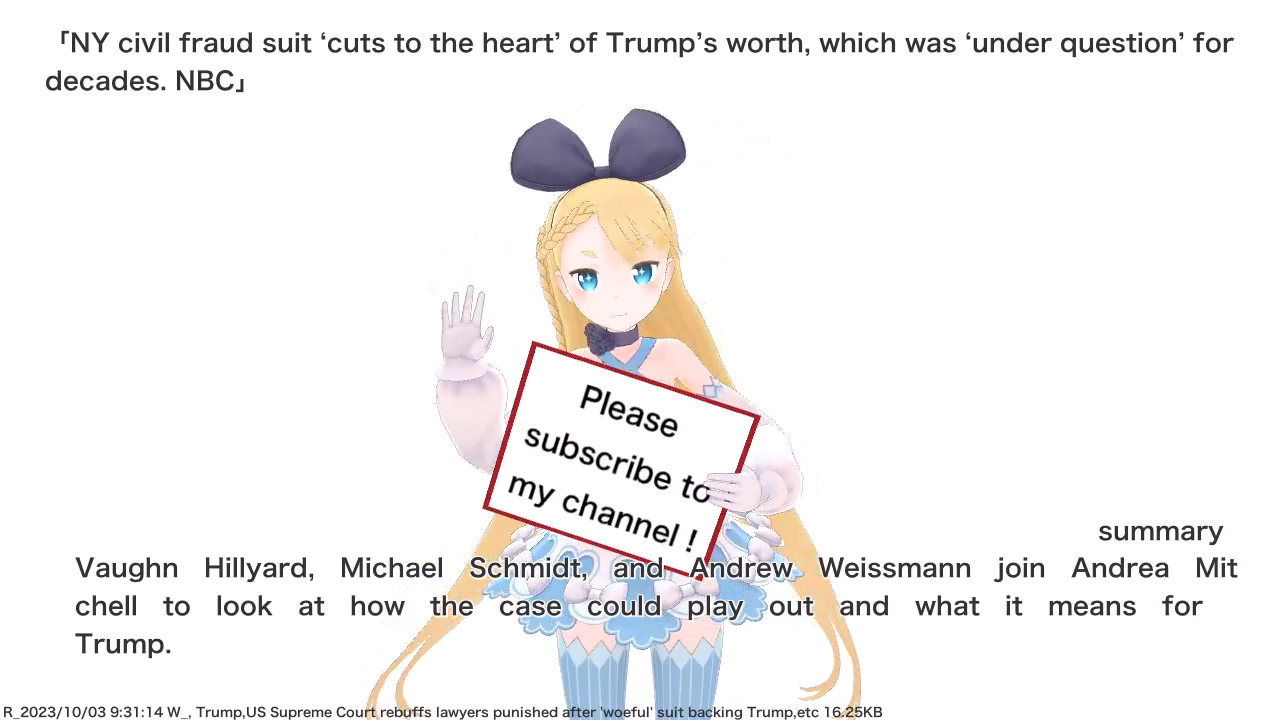 「NY civil fraud suit ‘cuts to the heart’ of Trump’s worth, which was ‘under question’ for
decades. NBC」
Please
subscribe to
my channel !
summary
Vaughn Hillyard, Michael Schmidt, and Andrew Weissmann join Andrea Mit
chell to look at how the case could play out and what it means for
Trump.
R_2023/10/03 9:31:14 W_, Trump,US Supreme Court rebuffs lawyers punished after 'woeful' suit backing Trump,etc 16.25KB